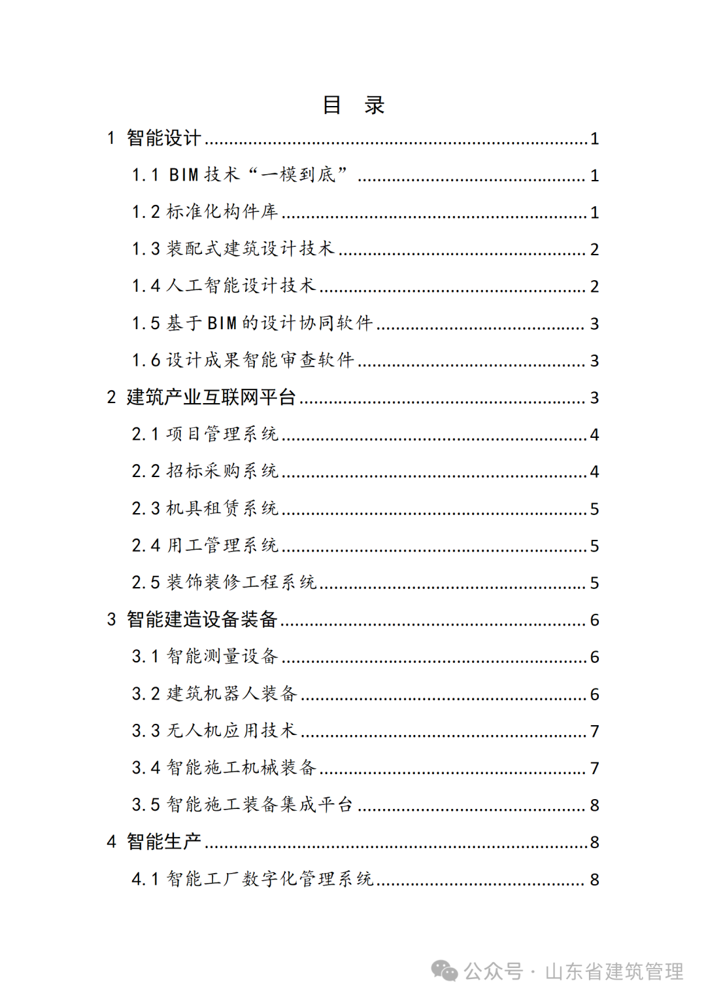 目 录
1 智能设计........................................1
1.1 BIM 技术“一模到底”........................................1
1.2 标准化构件库........................................1
1.3 装配式建筑设计技术........................................2
1.4 人工智能设计技术........................................2
1.5 基于 BIM 的设计协同软件........................................3
1.6 设计成果智能审查软件........................................3
2 建筑产业互联网平台........................................3
2.1 项目管理系统........................................4
2.2 招标采购系统........................................4
2.3 机具租赁系统........................................5
2.4 用工管理系统........................................5
2.5 装饰装修工程系统........................................5
3 智能建造设备装备........................................6
3.1 智能测量设备........................................6
3.2 建筑机器人装备........................................6
3.3 无人机应用技术........................................7
3.4 智能施工机械装备........................................7
3.5 智能施工装备集成平台........................................8
4 智能生产........................................8
4.1 智能工厂数字化管理系统........................................8
公众号 · 山东省建筑管理